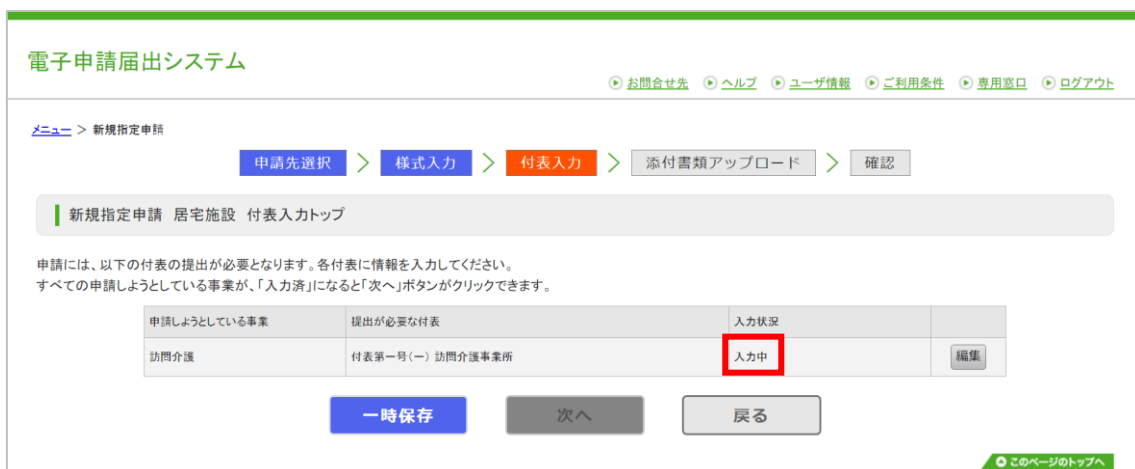 電子申請届出システム
お問合せ先 ヘルプ ユーザ情報 ご利用条件 専用窓口 ログアウト
メニュー > 新規指定申請
申請先選択 > 様式入力 > 付表入力 > 添付書類アップロード > 確認
新規指定申請 居宅施設 付表入力トップ
申請には、以下の付表の提出が必要となります。各付表に情報を入力してください。
すべての申請しようとしている事業が、「入力済」になると「次へ」ボタンがクリックできます。
申請しようとしている事業 提出が必要な付表 入力状況
訪問介護 付表第一号(一) 訪問介護事業所 入力中 編集
一時保存 次へ 戻る
このページのトップへ